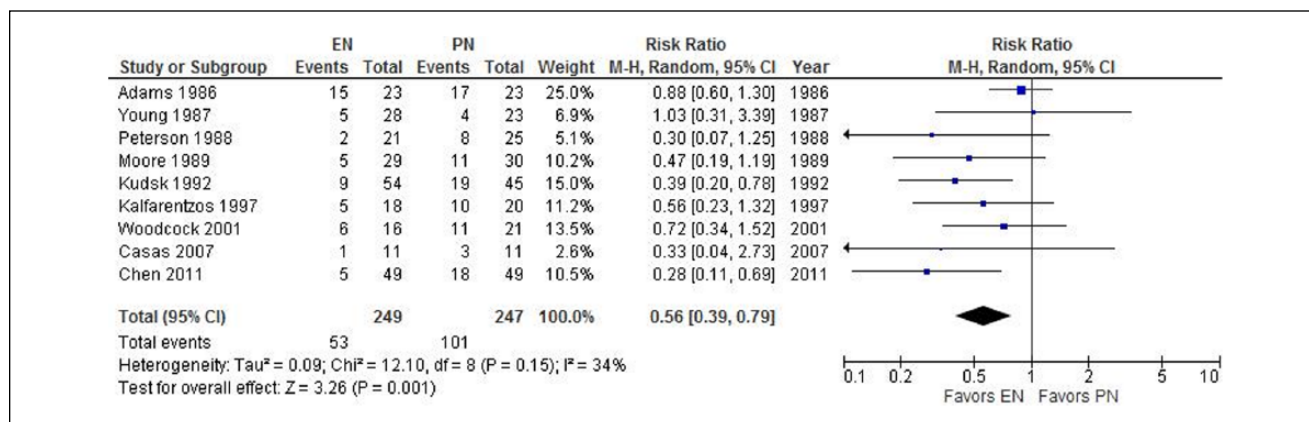 EN PN Risk Ratio Risk Ratio
Study or Subgroup Events Total Events Total Weight M-H, Random, 95% CI Year M-H, Random, 95% CI
Adams 1986 15 23 17 23 25.0% 0.88 [0.60, 1.30] 1986
Young 1987 5 28 4 23 6.9% 1.03 [0.31, 3.39] 1987
Peterson 1988 2 21 8 25 5.1% 0.30 [0.07, 1.25] 1988
Moore 1989 5 29 11 30 10.2% 0.47 [0.19, 1.19] 1989
Kudsk 1992 9 54 19 45 15.0% 0.39 [0.20, 0.78] 1992
Kalfarentzos 1997 5 18 10 20 11.2% 0.56 [0.23, 1.32] 1997
Woodcock 2001 6 16 11 21 13.5% 0.72 [0.34, 1.52] 2001
Casas 2007 1 11 3 11 2.6% 0.33 [0.04, 2.73] 2007
Chen 2011 5 49 18 49 10.5% 0.28 [0.11, 0.69] 2011
Total (95% CI) 249 247 100.0% 0.56 [0.39, 0.79]
Total events 53 101
Heterogeneity: Tau² = 0.09; Chi² = 12.10, df = 8 (P = 0.15); I² = 34%
Test for overall effect: Z = 3.26 (P = 0.001)
0.1 0.2 0.5 1 2 5 10
Favors EN Favors PN